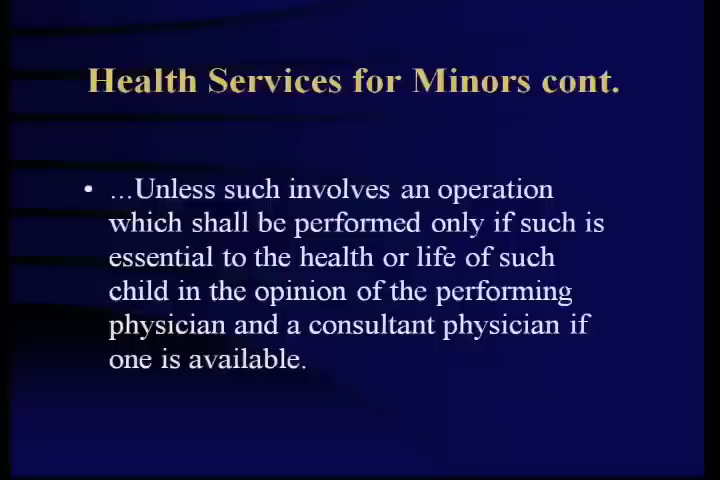 Health Services for Minors cont.
• …Unless such involves an operation
which shall be performed only if such is
essential to the health or life of such
child in the opinion of the performing
physician and a consultant physician if
one is available.